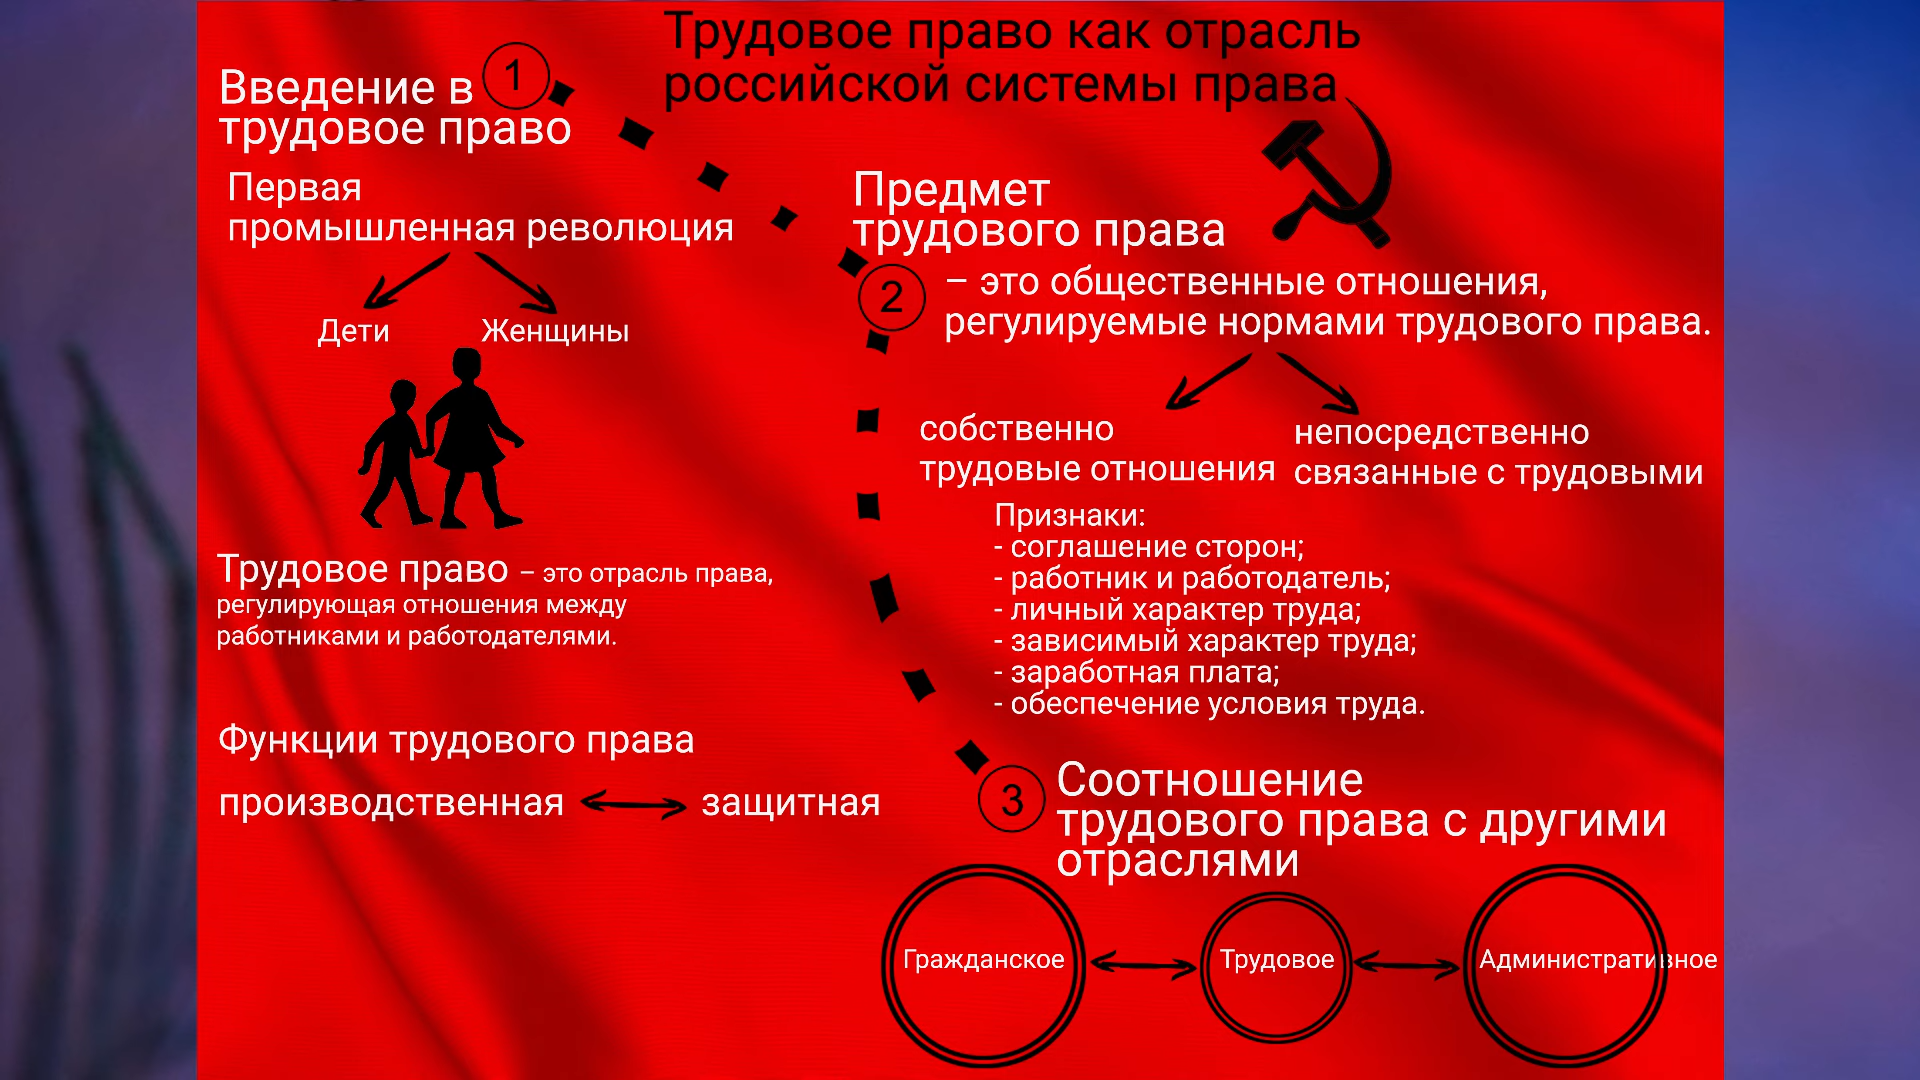 Трудовое право как отрасль
российской системы права
1
Введение в
трудовое право
Первая
промышленная революция
Дети
Женщины
Трудовое право – это отрасль права,
регулирующая отношения между
работниками и работодателями.
Функции трудового права
производственная
защитная
Предмет
трудового права
2
– это общественные отношения,
регулируемые нормами трудового права.
собственно
трудовые отношения
непосредственно
связанные с трудовыми
Признаки:
- соглашение сторон;
- работник и работодатель;
- личный характер труда;
- зависимый характер труда;
- заработная плата;
- обеспечение условия труда.
3
Соотношение
трудового права с другими
отраслями
Гражданское
Трудовое
Административное